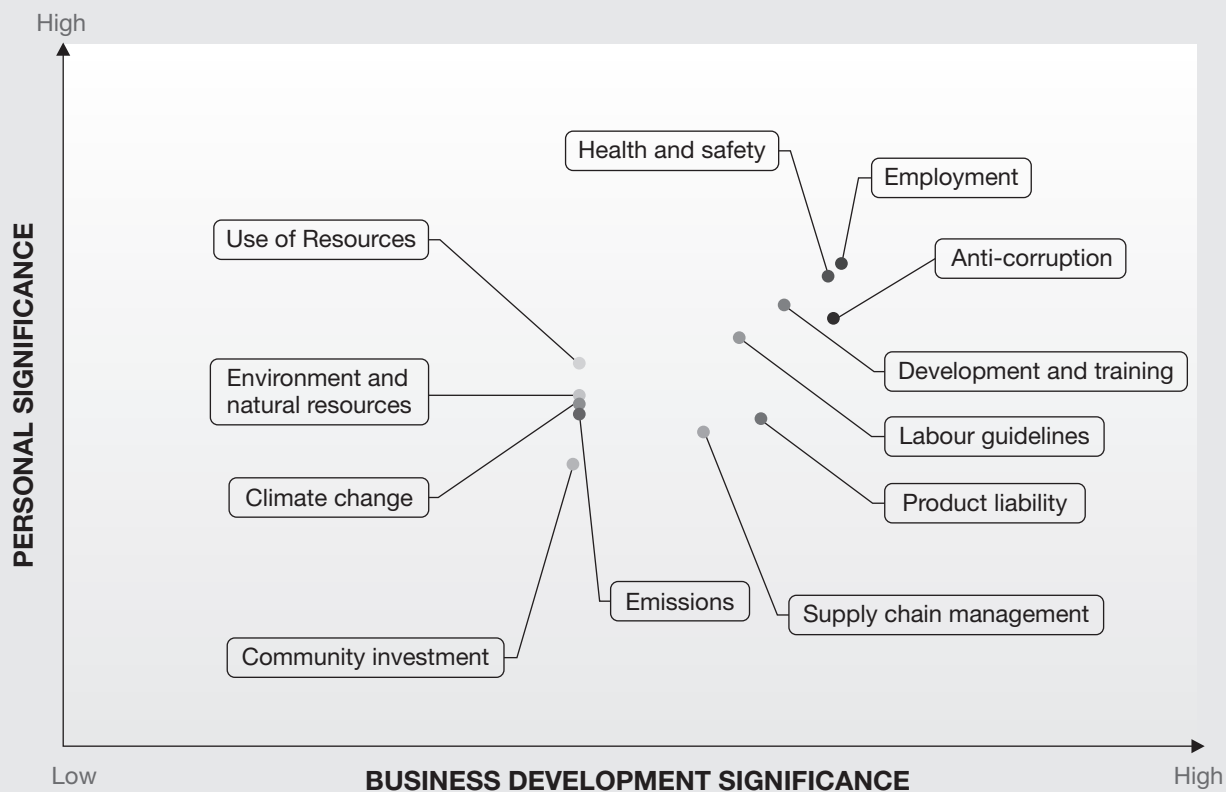 High
Health and safety
Employment
Use of Resources
Anti-corruption
Environment and
natural resources
Development and training
Labour guidelines
Climate change
Product liability
Emissions
Supply chain management
Community investment
PERSONAL SIGNIFICANCE
Low
BUSINESS DEVELOPMENT SIGNIFICANCE
High